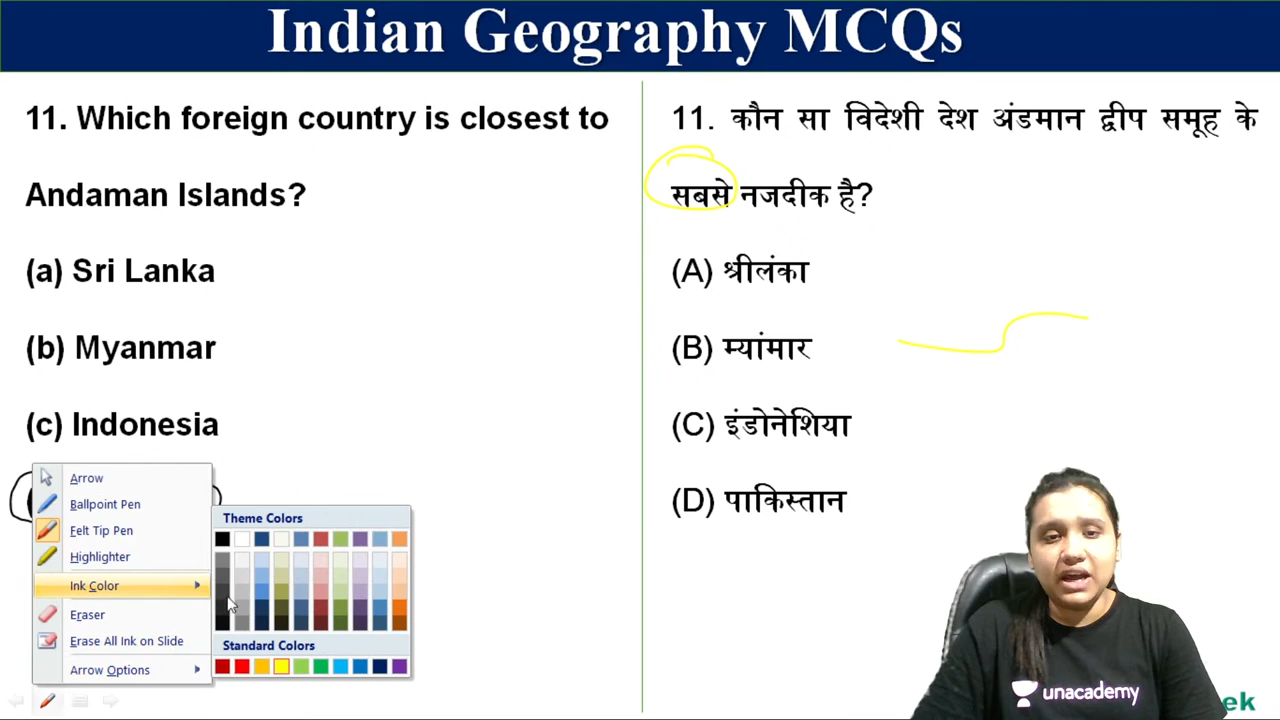 Indian Geography MCQs
11. Which foreign country is closest to
Andaman Islands?
(a) Sri Lanka
(b) Myanmar
(c) Indonesia
11. कौन सा विदेशी देश अंडमान द्वीप समूह के
सबसे नजदीक है?
(A) श्रीलंका
(B) म्यांमार
(C) इंडोनेशिया
(D) पाकिस्तान
Arrow
Ballpoint Pen
Felt Tip Pen
Highlighter
Ink Color
Eraser
Erase All Ink on Slide
Arrow Options
Theme Colors
Standard Colors
unacademy